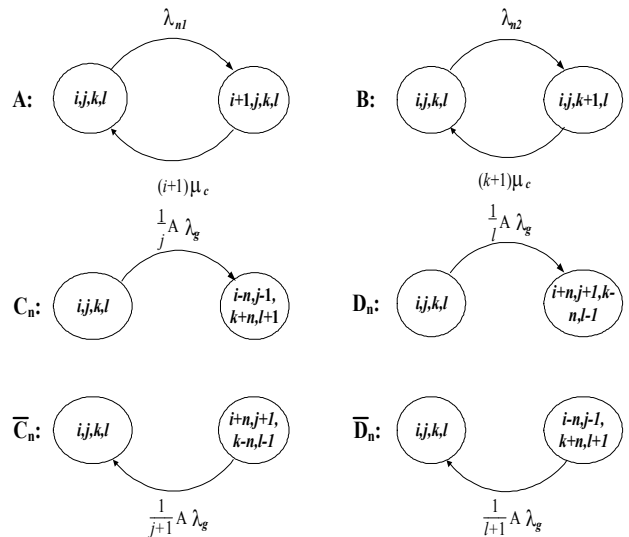 λn1
λn2
A: i,j,k,l i+1,j,k,l
B: i,j,k,l i,j,k+1,l
(i+1)μc
(k+1)μc
1/j A λg
1/l A λg
Cn: i,j,k,l i-n,j-1,
k+n,l+1
Dn: i,j,k,l i+n,j+1,k-
n,l-1
C̅n: i,j,k,l i+n,j+1,
k-n,l-1
D̅n: i,j,k,l i-n,j-1,
k+n,l+1
1/j+1 A λg
1/l+1 A λg